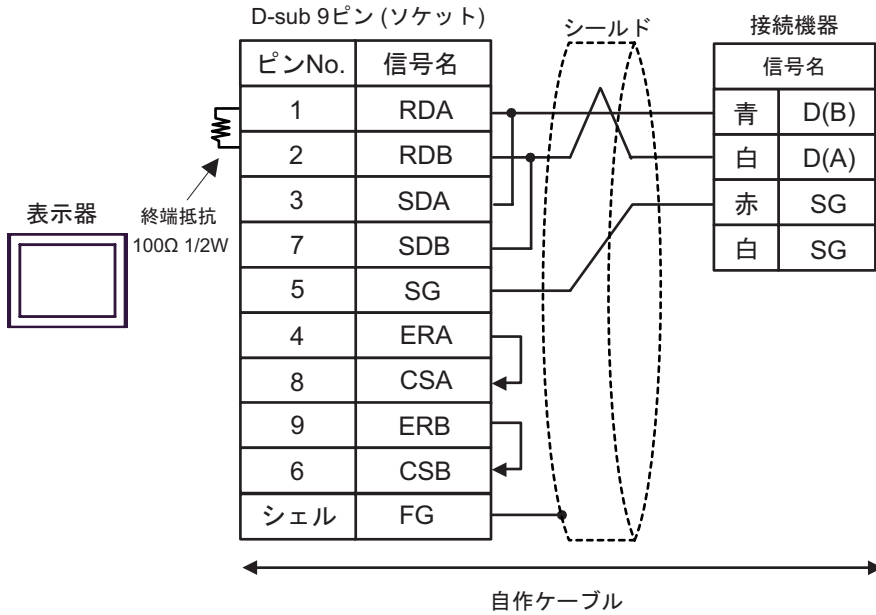 D-sub 9ピン (ソケット)
シールド
接続機器
ピンNo. 信号名
信号名
1 RDA
青 D(B)
2 RDB
白 D(A)
3 SDA
赤 SG
7 SDB
白 SG
5 SG
4 ERA
8 CSA
9 ERB
6 CSB
シェル FG
表示器
終端抵抗
100Ω 1/2W
自作ケーブル